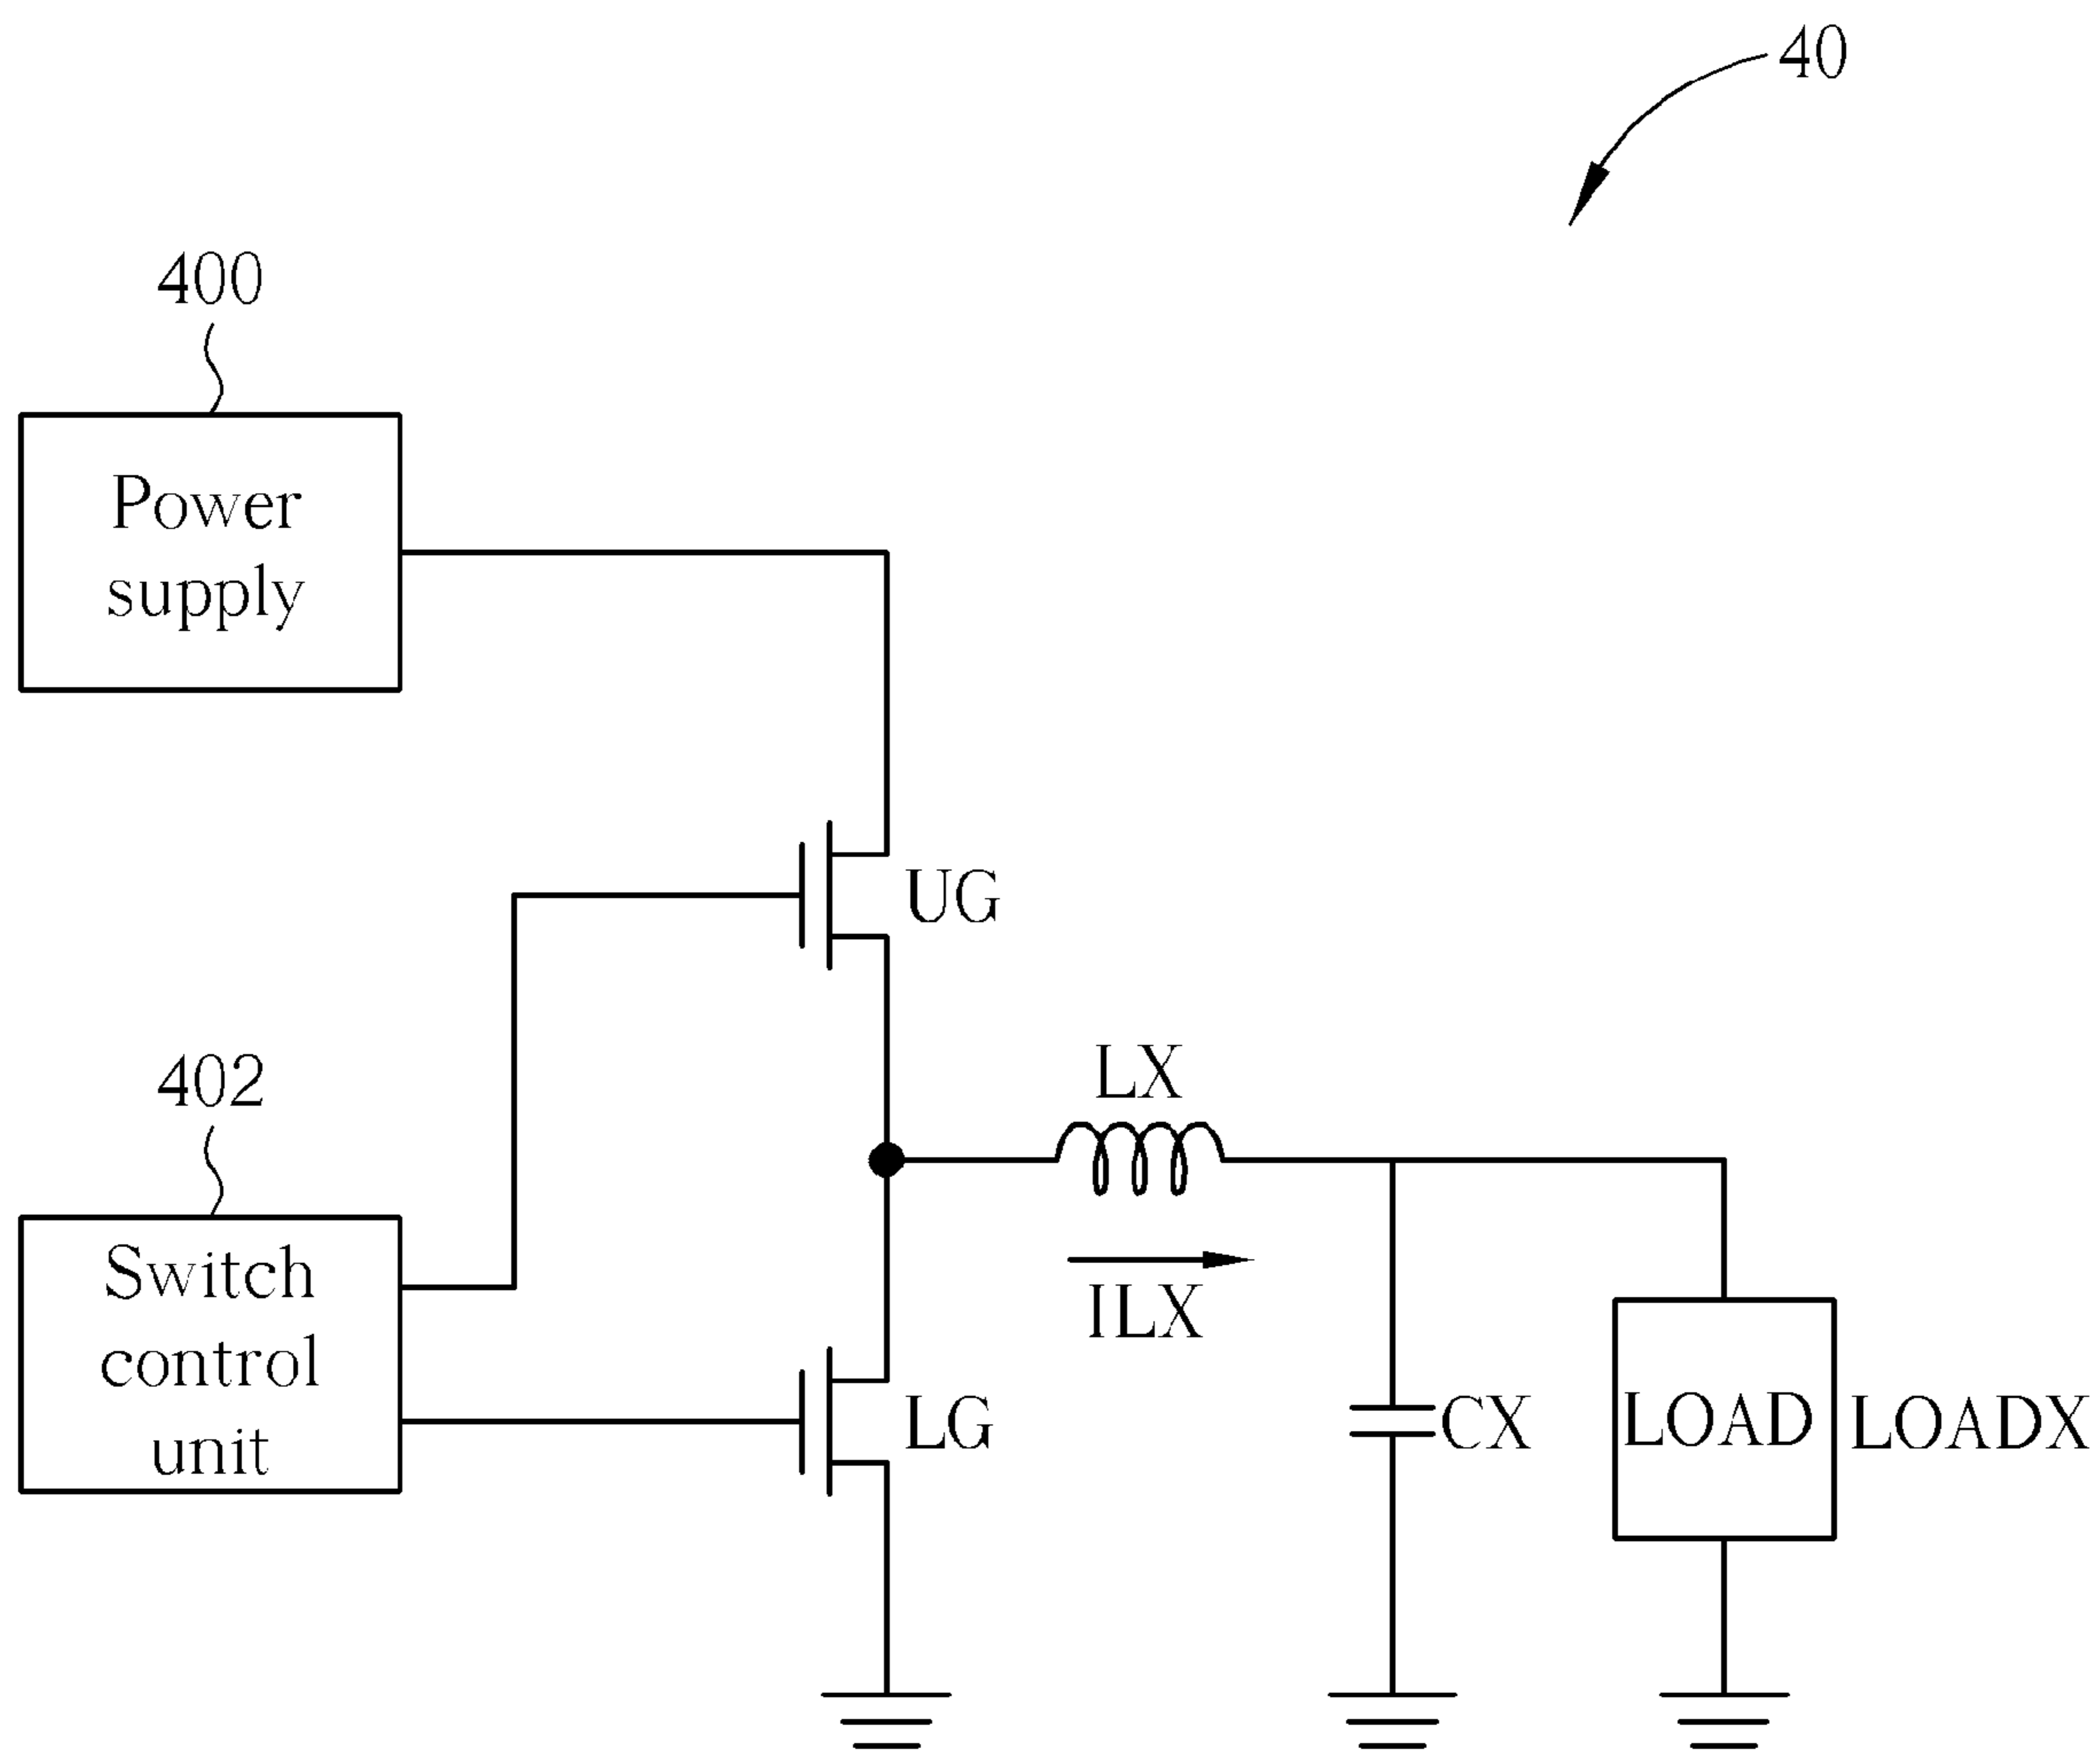 40
400
Power
supply
UG
402
LX
Switch
control
unit
ILX
LG
CX
LOAD
LOADX